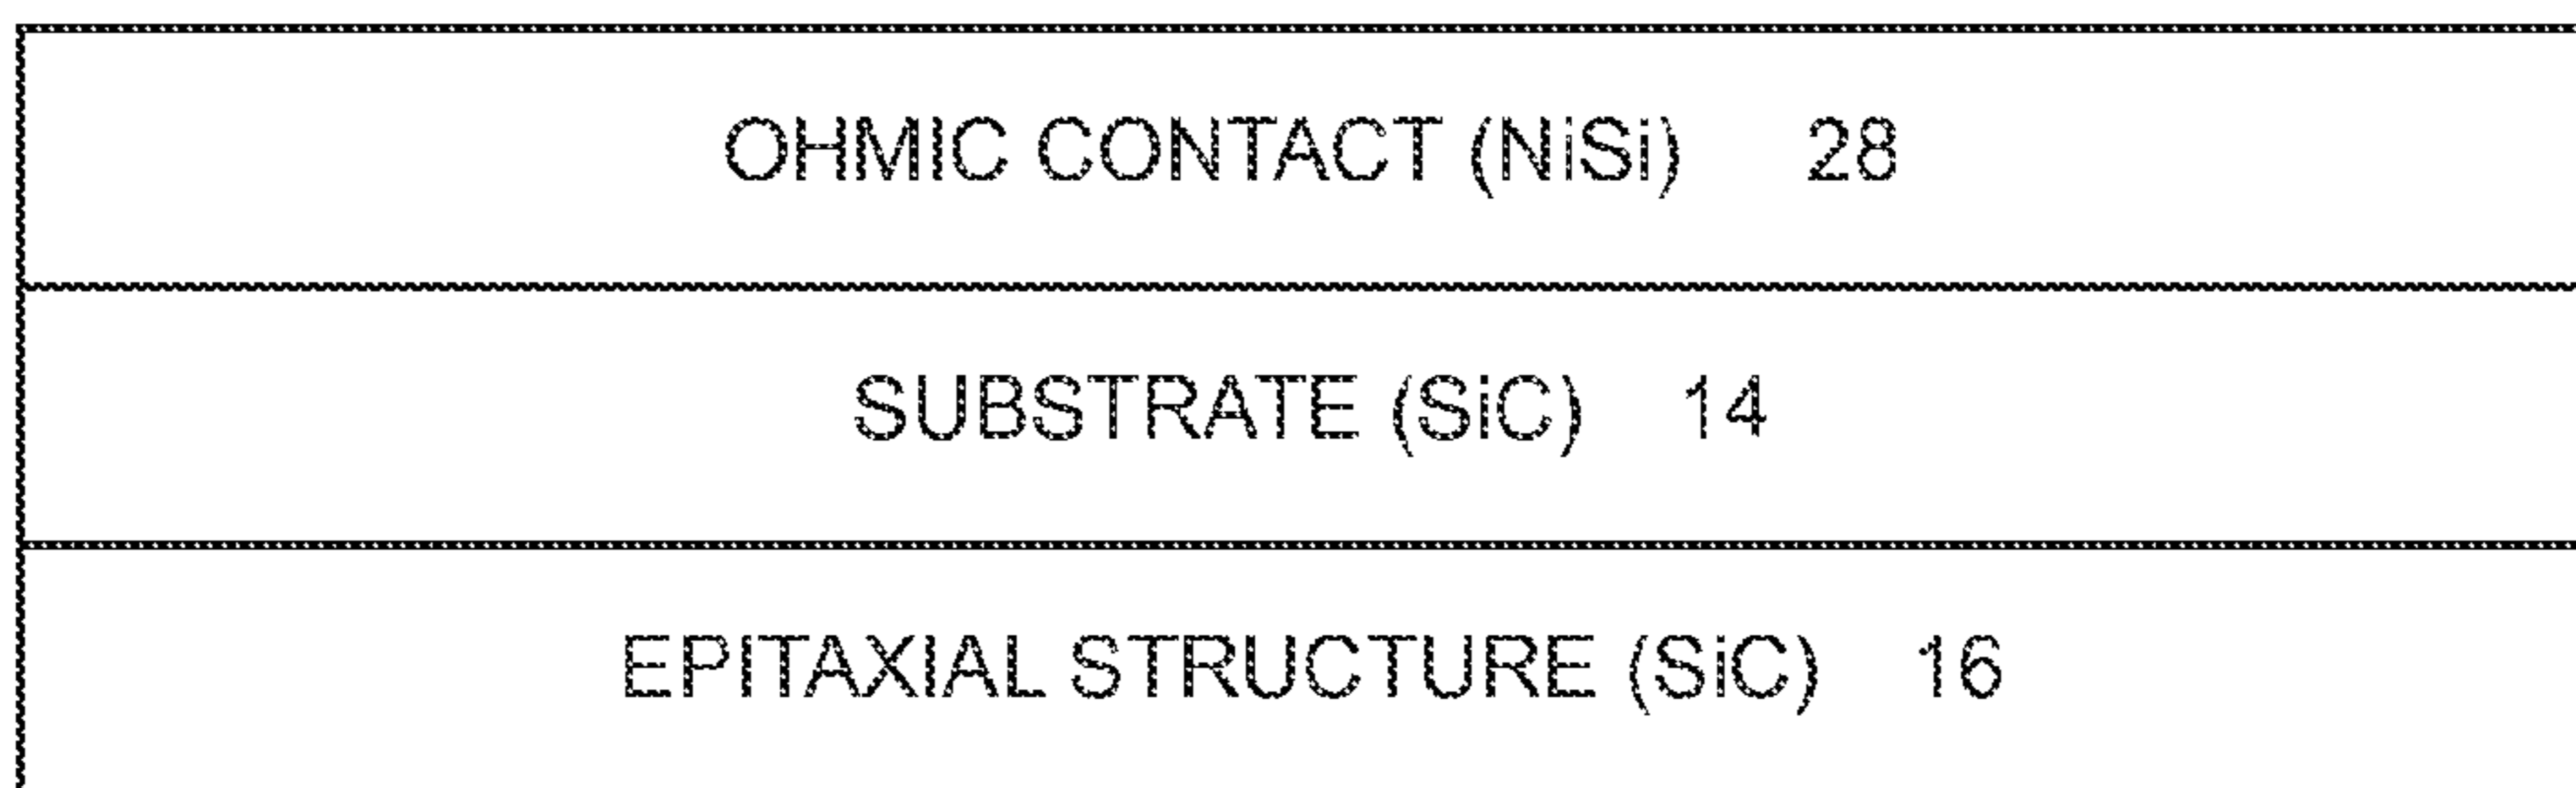 OHMIC CONTACT (NiSi) 28
SUBSTRATE (SiC) 14
EPITAXIAL STRUCTURE (SiC) 16